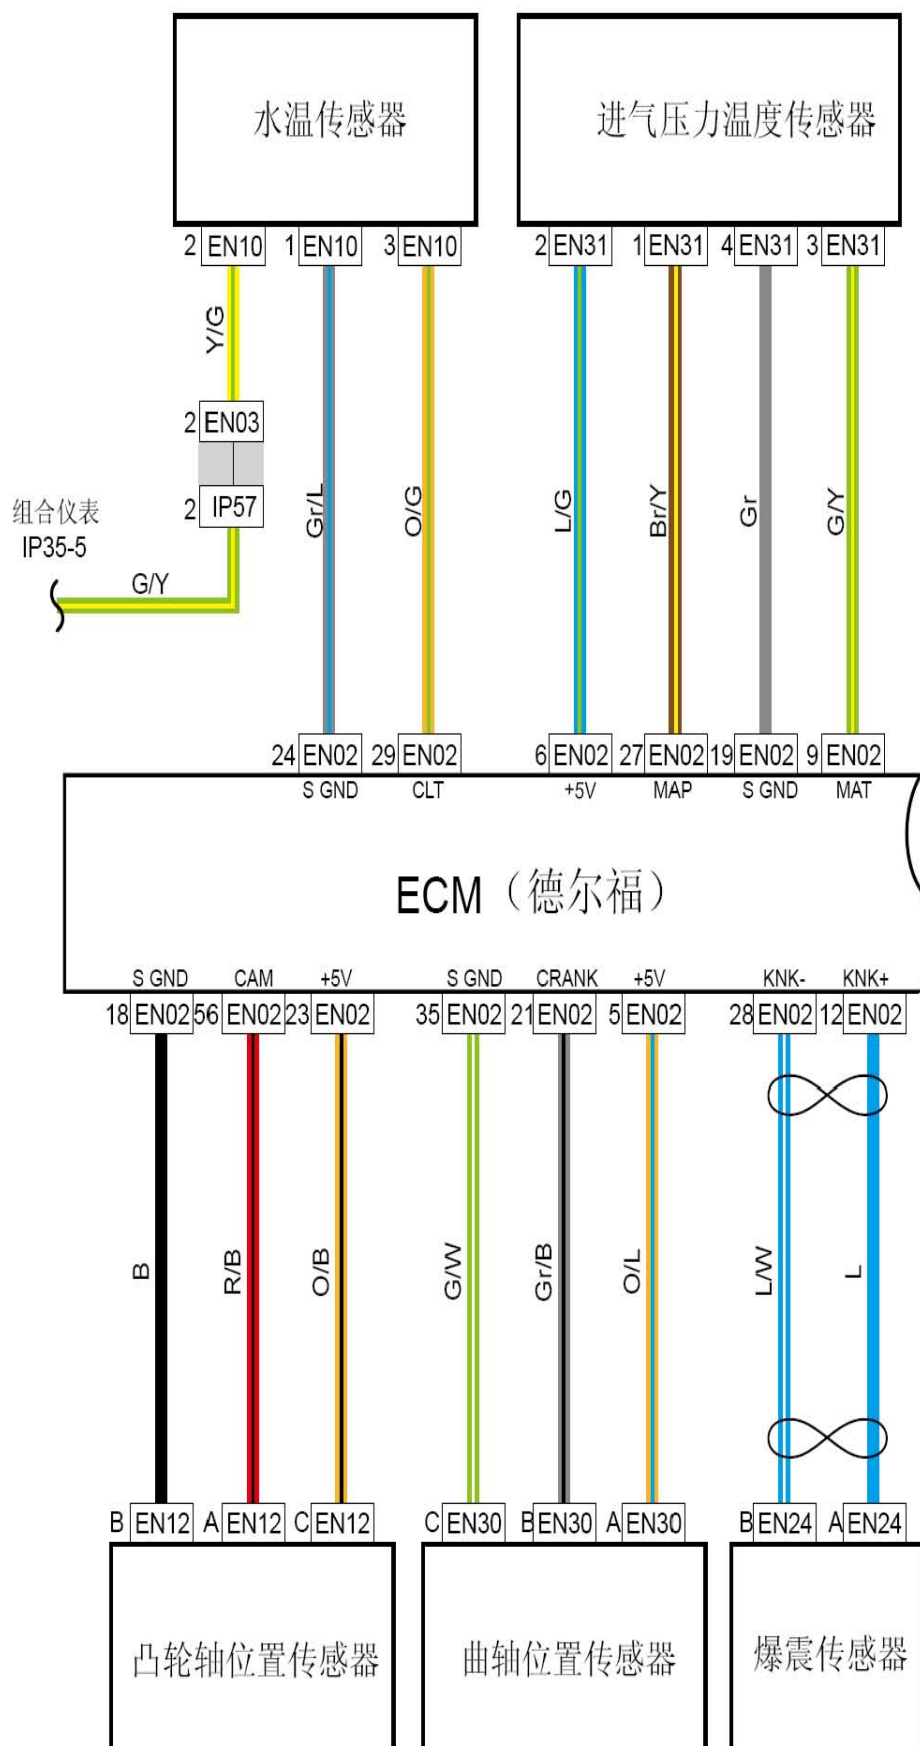 水温传感器
进气压力温度传感器
2 EN10
1 EN10
3 EN10
2 EN31
1 EN31
4 EN31
3 EN31
Y/G
2 EN03
2 IP57
组合仪表
IP35-5
G/Y
Gr/L
O/G
L/G
Br/Y
Gr
G/Y
24 EN02
29 EN02
6 EN02
27 EN02
19 EN02
9 EN02
S GND
CLT
+5V
MAP
S GND
MAT
ECM（德尔福）
S GND
CAM
+5V
S GND
CRANK
+5V
KNK-
KNK+
18 EN02
56 EN02
23 EN02
35 EN02
21 EN02
5 EN02
28 EN02
12 EN02
B
R/B
O/B
G/W
Gr/B
O/L
L/W
L
B EN12
A EN12
C EN12
C EN30
B EN30
A EN30
B EN24
A EN24
凸轮轴位置传感器
曲轴位置传感器
爆震传感器